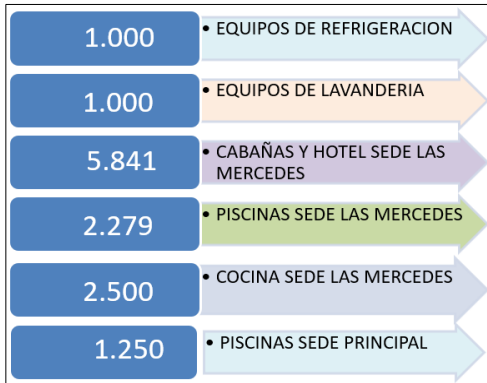 1.000
• EQUIPOS DE REFRIGERACION
1.000
• EQUIPOS DE LAVANDERIA
5.841
• CABAÑAS Y HOTEL SEDE LAS
MERCEDES
2.279
• PISCINAS SEDE LAS MERCEDES
2.500
• COCINA SEDE LAS MERCEDES
1.250
• PISCINAS SEDE PRINCIPAL